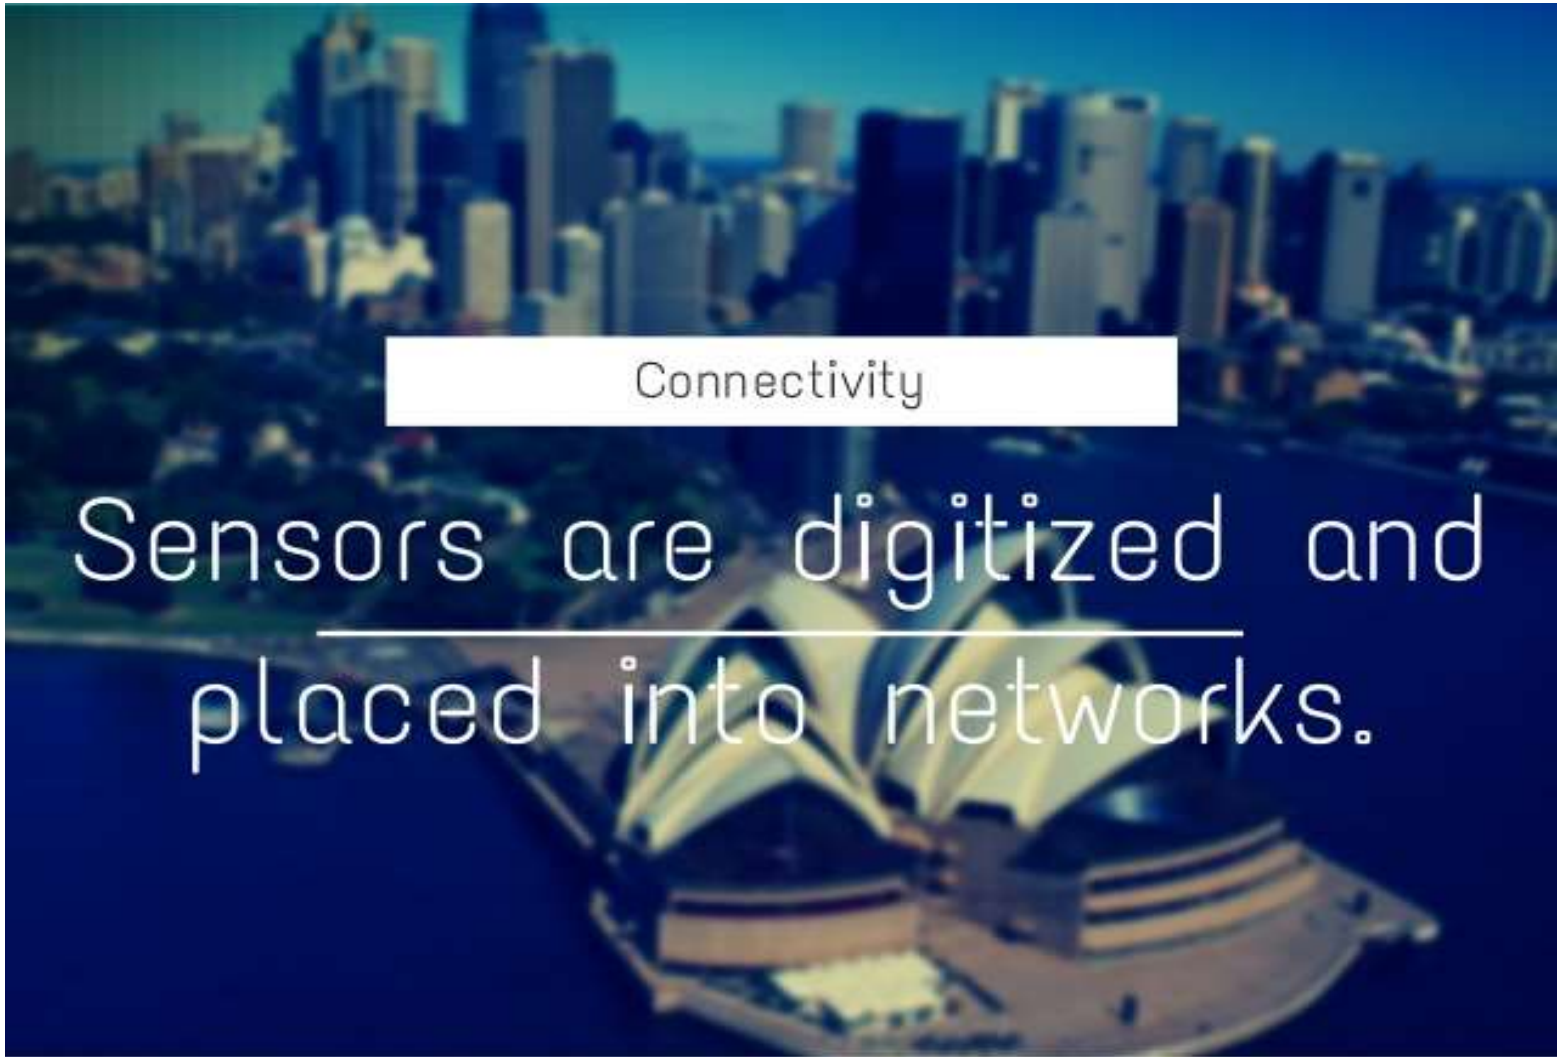 Connectivity
Sensors are digitized and
placed into networks.